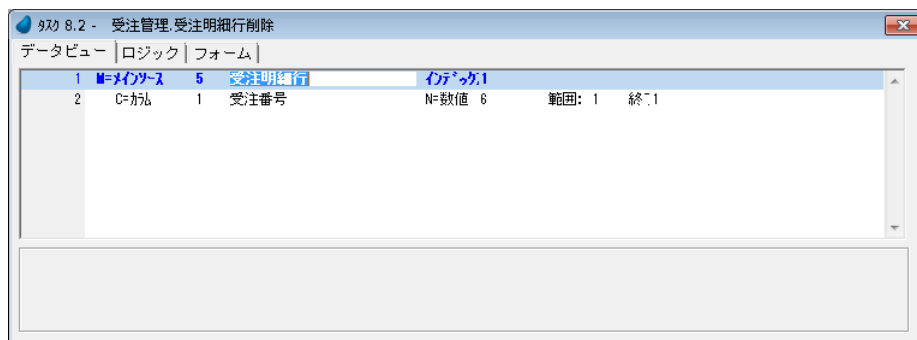 ﾀｽｸ 8.2 - 受注管理.受注明細行削除
データビュー ロジック フォーム
1 M=ﾒｲﾝｿｰｽ 5 受注明細行 ｲﾝﾃﾞｯｸ:1
2 C=ｶﾗﾑ 1 受注番号 N=数値 6 範囲: 1 終了:1